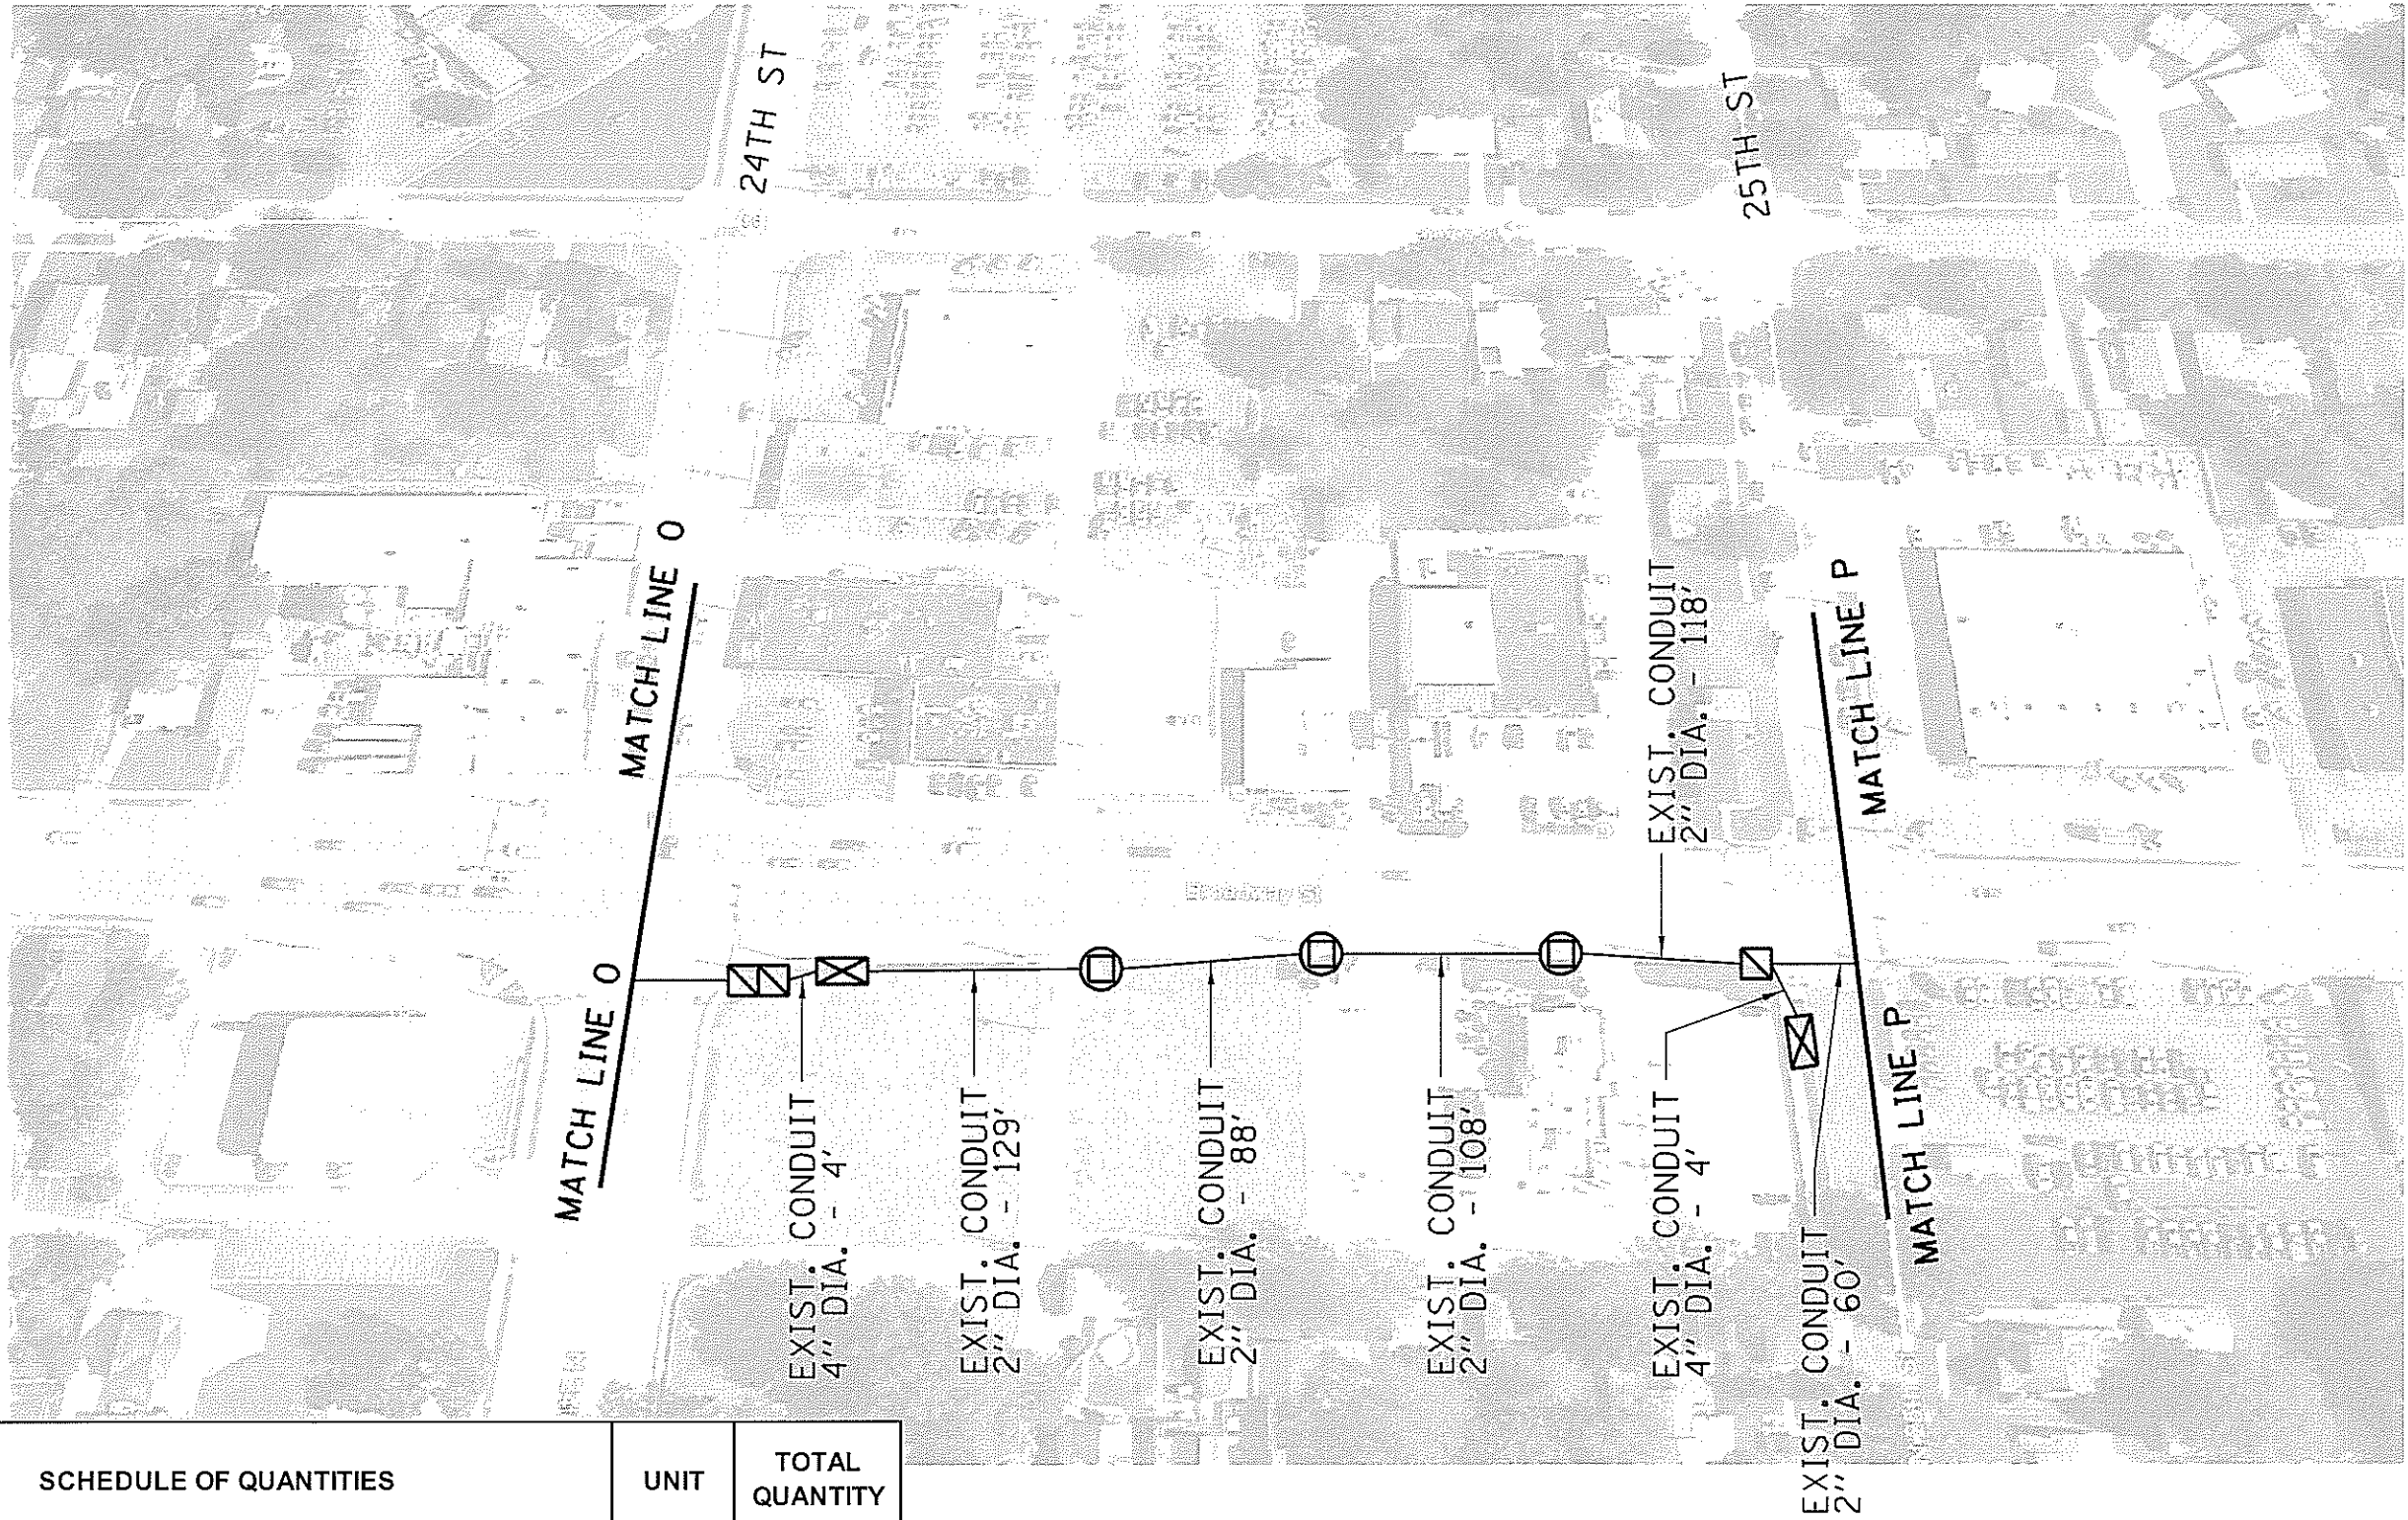 24TH ST
25TH ST
MATCH LINE O
MATCH LINE O
EXIST. CONDUIT
2" DIA. - 118'
MATCH LINE P
MATCH LINE P
Broadway St
EXIST. CONDUIT
4" DIA. - 4'
EXIST. CONDUIT
2" DIA. - 129'
EXIST. CONDUIT
2" DIA. - 88'
EXIST. CONDUIT
2" DIA. - 108'
EXIST. CONDUIT
4" DIA. - 4'
EXIST. CONDUIT
2" DIA. - 60'
SCHEDULE OF QUANTITIES
UNIT
TOTAL
QUANTITY